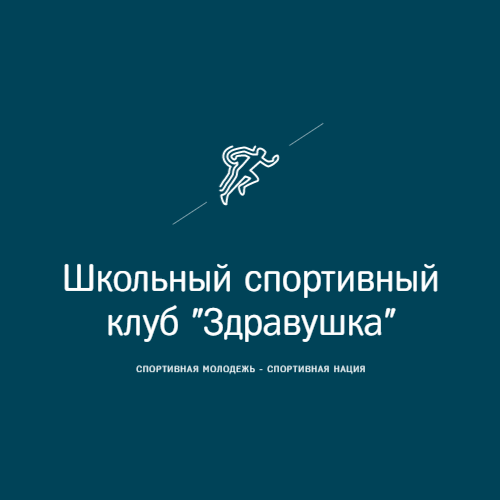 Школьный спортивный
клуб "Здравушка"
СПОРТИВНАЯ МОЛОДЕЖЬ - СПОРТИВНАЯ НАЦИЯ